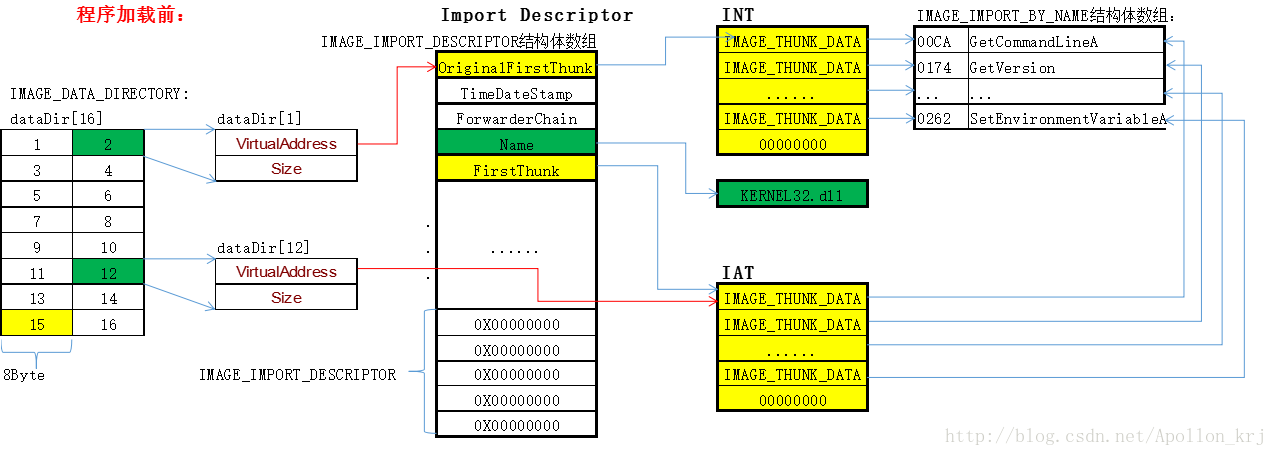 程序加载前：
Import Descriptor
IMAGE_IMPORT_DESCRIPTOR结构体数组
INT
IMAGE_IMPORT_BY_NAME结构体数组：
IMAGE_DATA_DIRECTORY:
dataDir[16]
1 2
3 4
5 6
7 8
9 10
11 12
13 14
15 16
8Byte
dataDir[1]
VirtualAddress
Size
dataDir[12]
VirtualAddress
Size
OriginalFirstThunk
TimeDateStamp
ForwarderChain
Name
FirstThunk
.
.
.
......
0X00000000
0X00000000
0X00000000
0X00000000
0X00000000
IMAGE_IMPORT_DESCRIPTOR
IMAGE_THUNK_DATA
IMAGE_THUNK_DATA
......
IMAGE_THUNK_DATA
00000000
KERNEL32.dll
IAT
IMAGE_THUNK_DATA
IMAGE_THUNK_DATA
......
IMAGE_THUNK_DATA
00000000
00CA GetCommandLineA
0174 GetVersion
... ...
0262 SetEnvironmentVariableA
http://blog.csdn.net/Apollon_krj